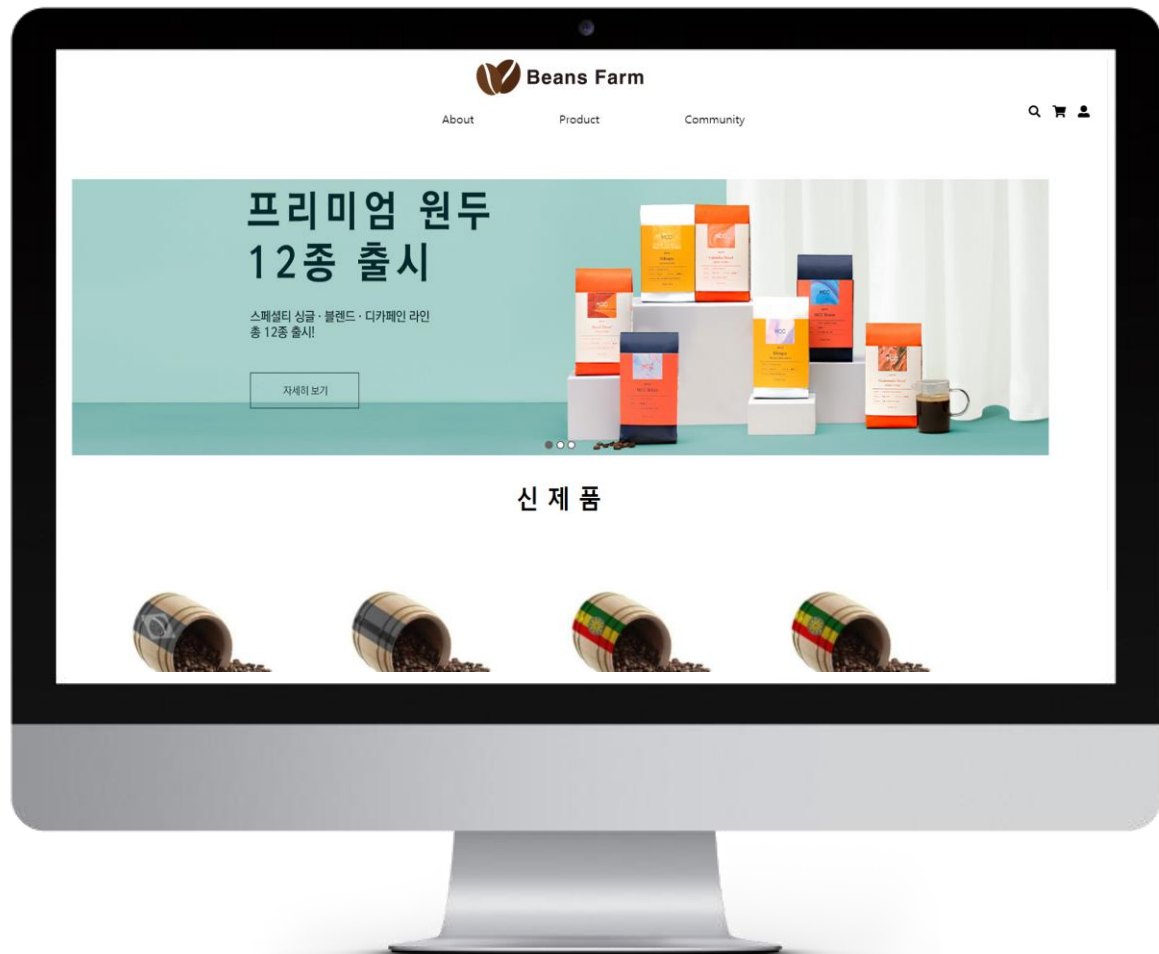 Beans Farm
About Product Community
프리미엄 원두
12종 출시
스페셜티 싱글 · 블렌드 · 디카페인 라인
총 12종 출시!
자세히 보기
신제품